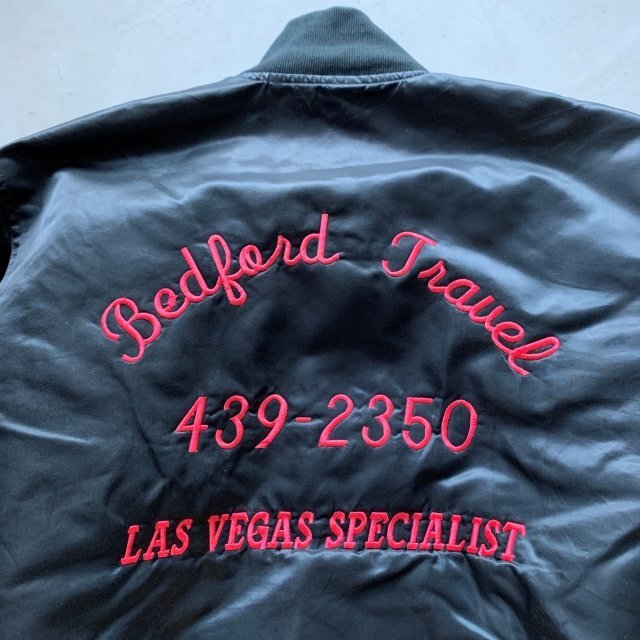 Bedford Travel
439-2350
LAS VEGAS SPECIALIST